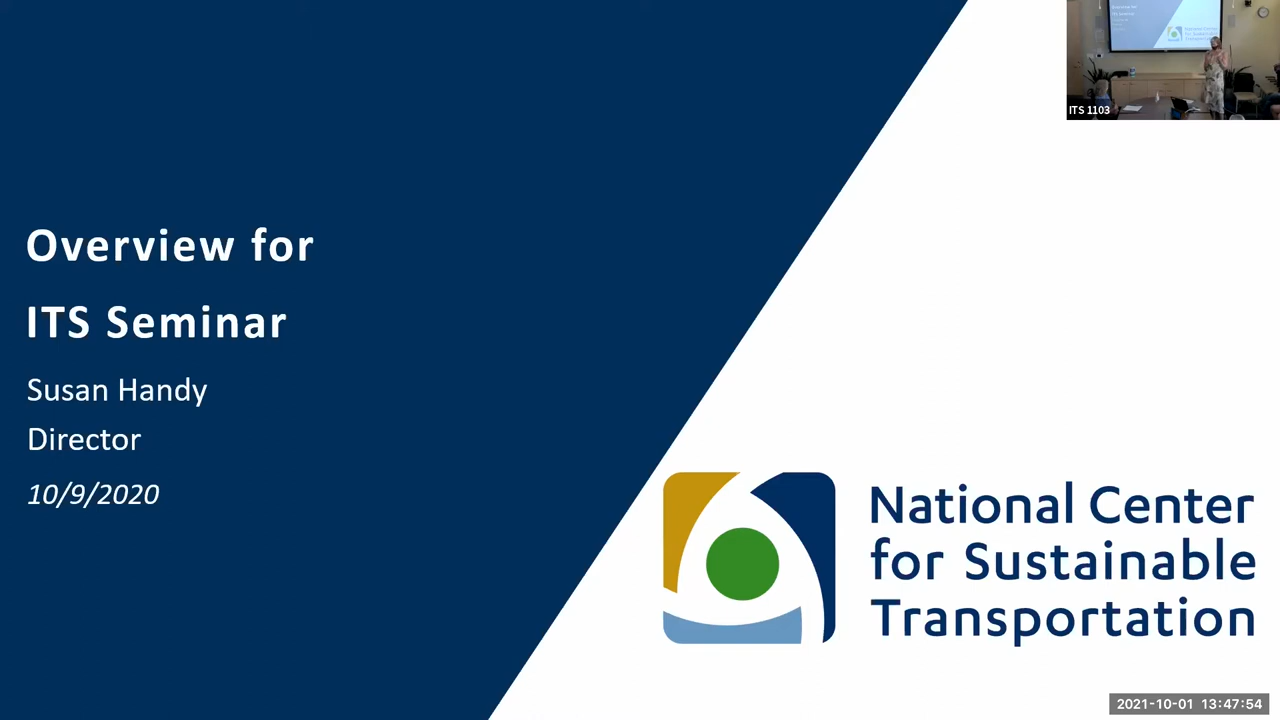 Overview for
ITS Seminar
Susan Handy
Director
10/9/2020
National Center
for Sustainable
Transportation
ITS 1103
2021-10-01 13:47:54